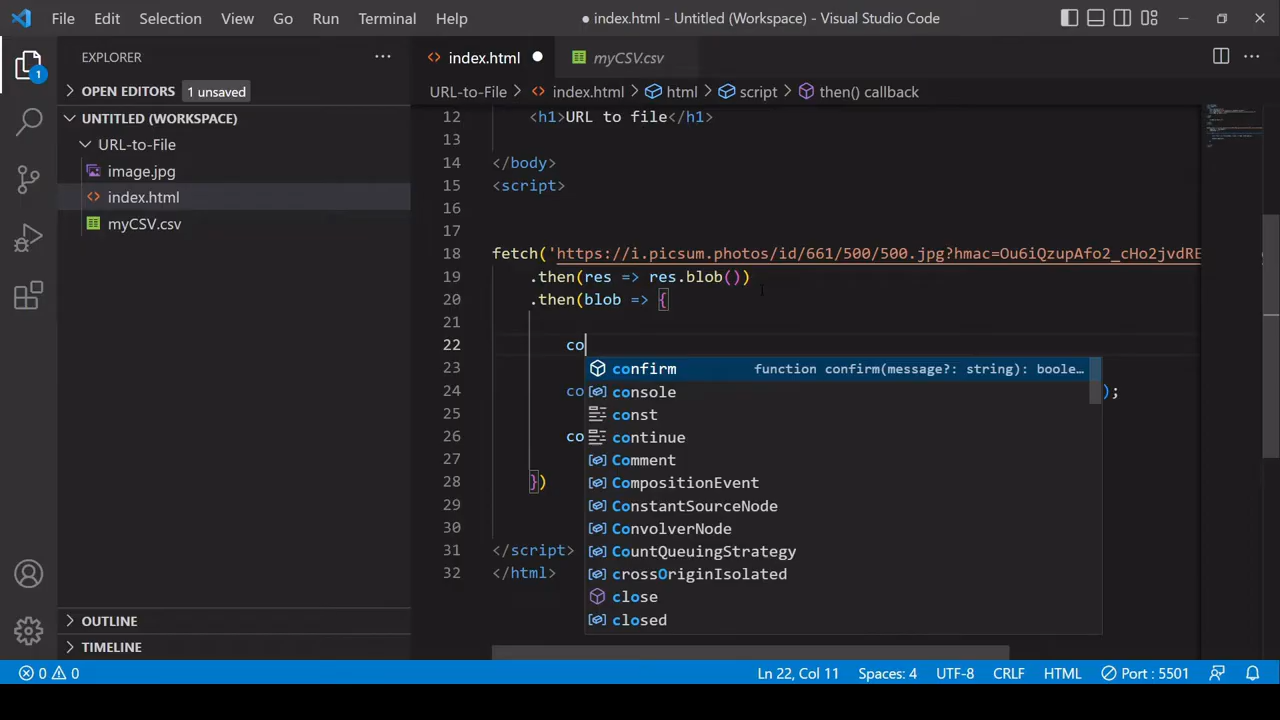 File Edit Selection View Go Run Terminal Help
● index.html - Untitled (Workspace) - Visual Studio Code
EXPLORER
1
OPEN EDITORS 1 unsaved
UNTITLED (WORKSPACE)
URL-to-File
image.jpg
index.html
myCSV.csv
OUTLINE
TIMELINE
index.html ●
myCSV.csv
URL-to-File > index.html > html > script > then() callback
12 <h1>URL to file</h1>
13
14 </body>
15 <script>
16
17
18 fetch('https://i.picsum.photos/id/661/500/500.jpg?hmac=Ou6iQzupAfo2_cHo2jvdRE
19 .then(res => res.blob())
20 .then(blob => {
21
22 co
23
24 co );
25
26 co
27
28 })
29
30
31 </script>
32 </html>
confirm function confirm(message?: string): boole…
console
const
continue
Comment
CompositionEvent
ConstantSourceNode
ConvolverNode
CountQueuingStrategy
crossOriginIsolated
close
closed
0 0 Ln 22, Col 11 Spaces: 4 UTF-8 CRLF HTML Port : 5501